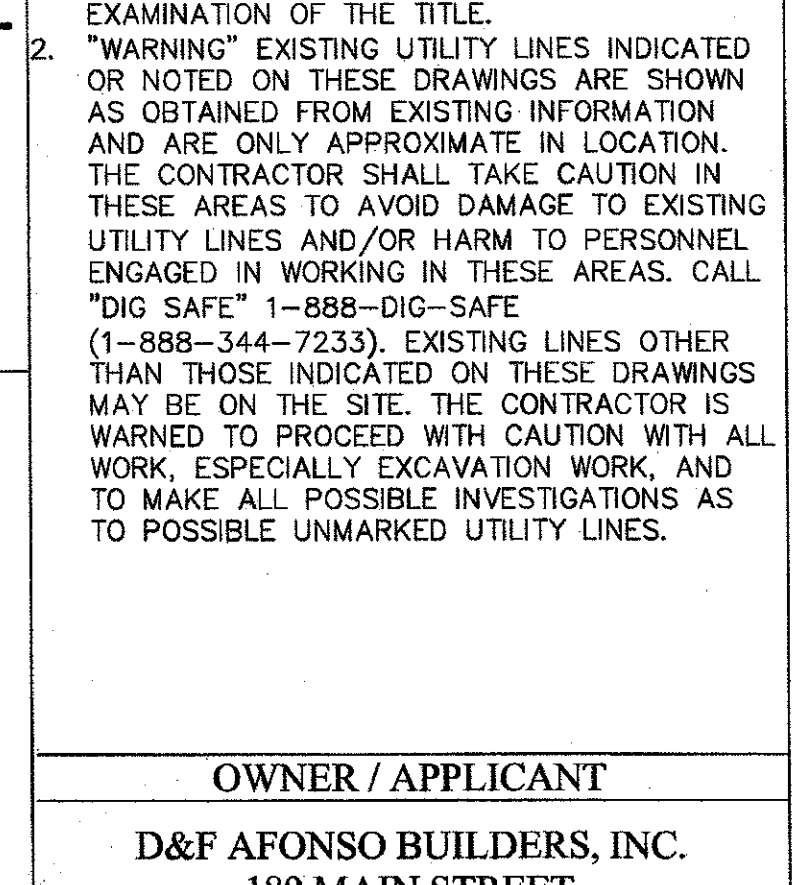 EXAMINATION OF THE TITLE.
2. "WARNING" EXISTING UTILITY LINES INDICATED
OR NOTED ON THESE DRAWINGS ARE SHOWN
AS OBTAINED FROM EXISTING INFORMATION
AND ARE ONLY APPROXIMATE IN LOCATION.
THE CONTRACTOR SHALL TAKE CAUTION IN
THESE AREAS TO AVOID DAMAGE TO EXISTING
UTILITY LINES AND/OR HARM TO PERSONNEL
ENGAGED IN WORKING IN THESE AREAS. CALL
"DIG SAFE" 1-888-DIG-SAFE
(1-888-344-7233). EXISTING LINES OTHER
THAN THOSE INDICATED ON THESE DRAWINGS
MAY BE ON THE SITE. THE CONTRACTOR IS
WARNED TO PROCEED WITH CAUTION WITH ALL
WORK, ESPECIALLY EXCAVATION WORK, AND
TO MAKE ALL POSSIBLE INVESTIGATIONS AS
TO POSSIBLE UNMARKED UTILITY LINES.
OWNER / APPLICANT
D&F AFONSO BUILDERS, INC.
189 MAIN STREET